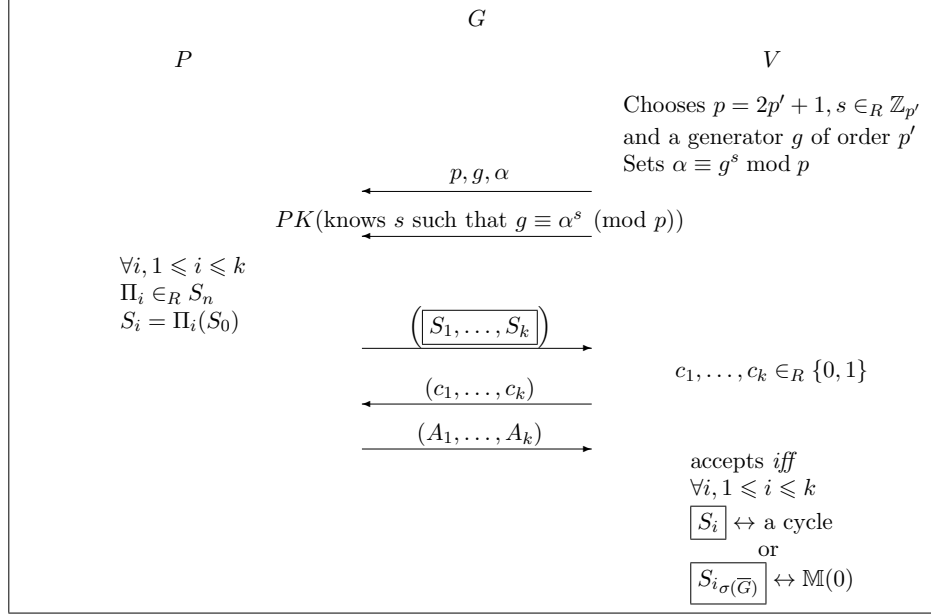 G
P V
Chooses p = 2p′ + 1, s ∈_R ℤ_{p′}
and a generator g of order p′
Sets α ≡ g^s mod p
p, g, α
PK(knows s such that g ≡ α^s (mod p))
∀i, 1 ⩽ i ⩽ k
Π_i ∈_R S_n
S_i = Π_i(S_0)
(S_1, . . . , S_k)
c_1, . . . , c_k ∈_R {0, 1}
(c_1, . . . , c_k)
(A_1, . . . , A_k)
accepts iff
∀i, 1 ⩽ i ⩽ k
S_i ↔ a cycle
or
S_{i_{σ(G̅)}} ↔ 𝕄(0)